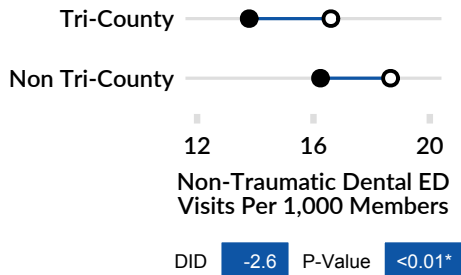 Tri-County
Non Tri-County
12 16 20
Non-Traumatic Dental ED
Visits Per 1,000 Members
DID -2.6 P-Value <0.01*